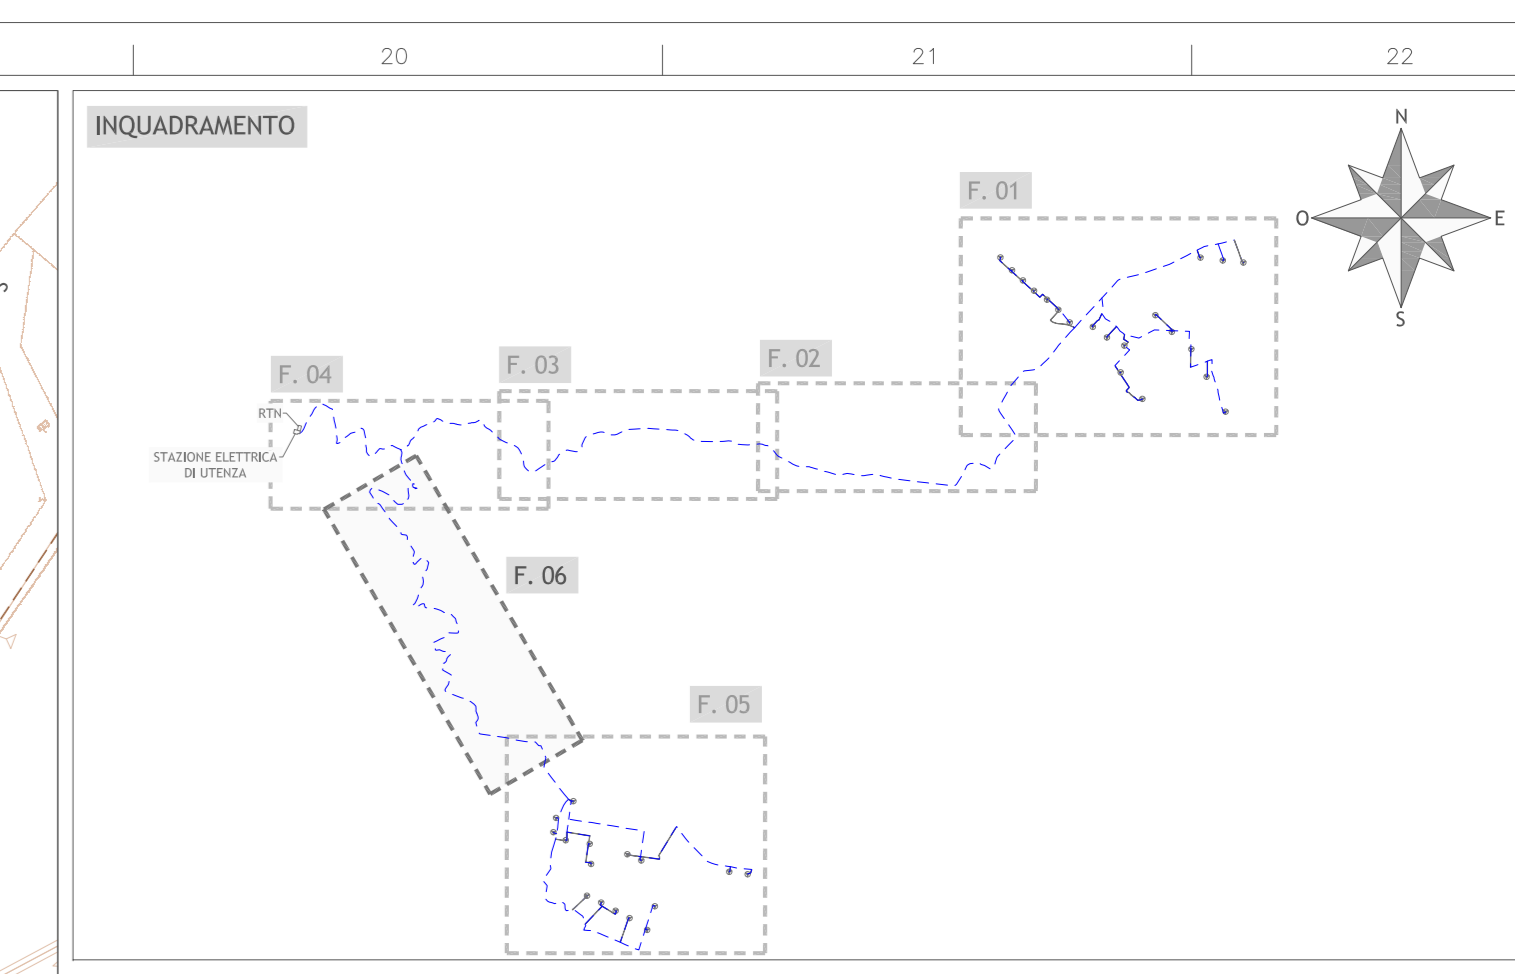 20
21
22
INQUADRAMENTO
N
O
E
S
F. 01
F. 02
F. 03
F. 04
RTN
STAZIONE ELETTRICA
DI UTENZA
F. 06
F. 05